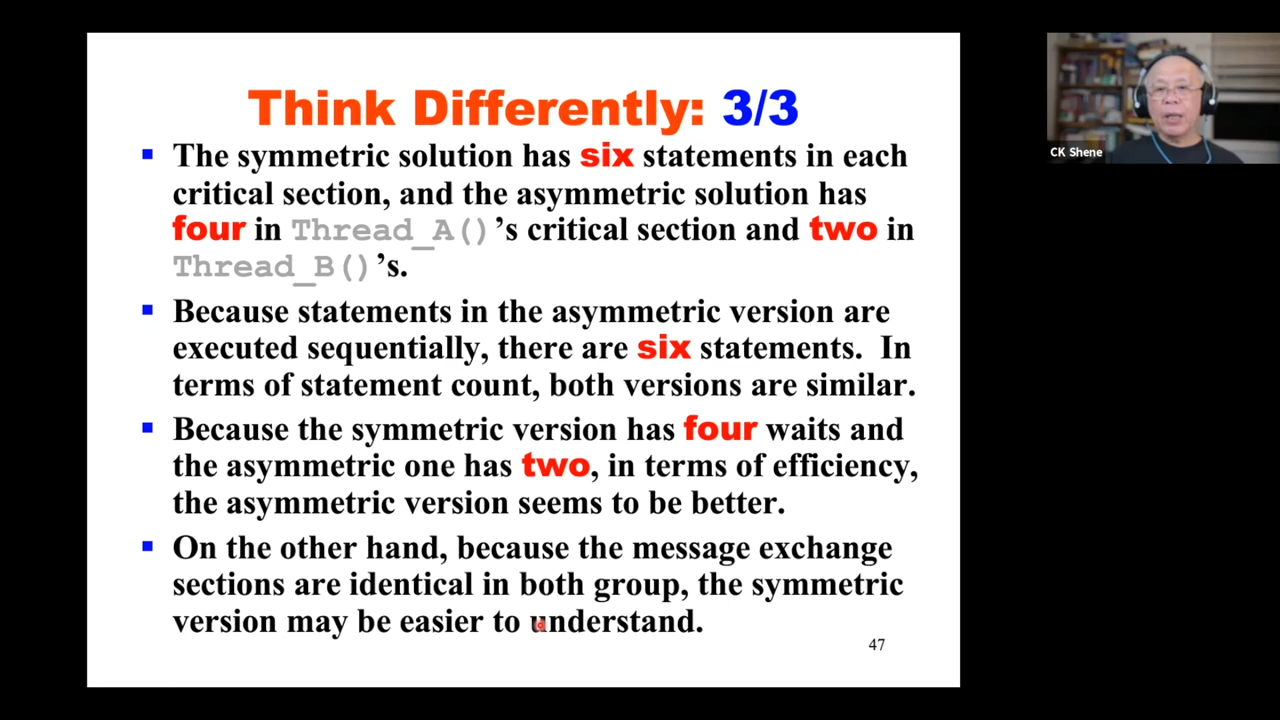 Think Differently: 3/3
The symmetric solution has six statements in each
critical section, and the asymmetric solution has
four in Thread_A()’s critical section and two in
Thread_B()’s.
Because statements in the asymmetric version are
executed sequentially, there are six statements. In
terms of statement count, both versions are similar.
Because the symmetric version has four waits and
the asymmetric one has two, in terms of efficiency,
the asymmetric version seems to be better.
On the other hand, because the message exchange
sections are identical in both group, the symmetric
version may be easier to understand.
47
CK Shene